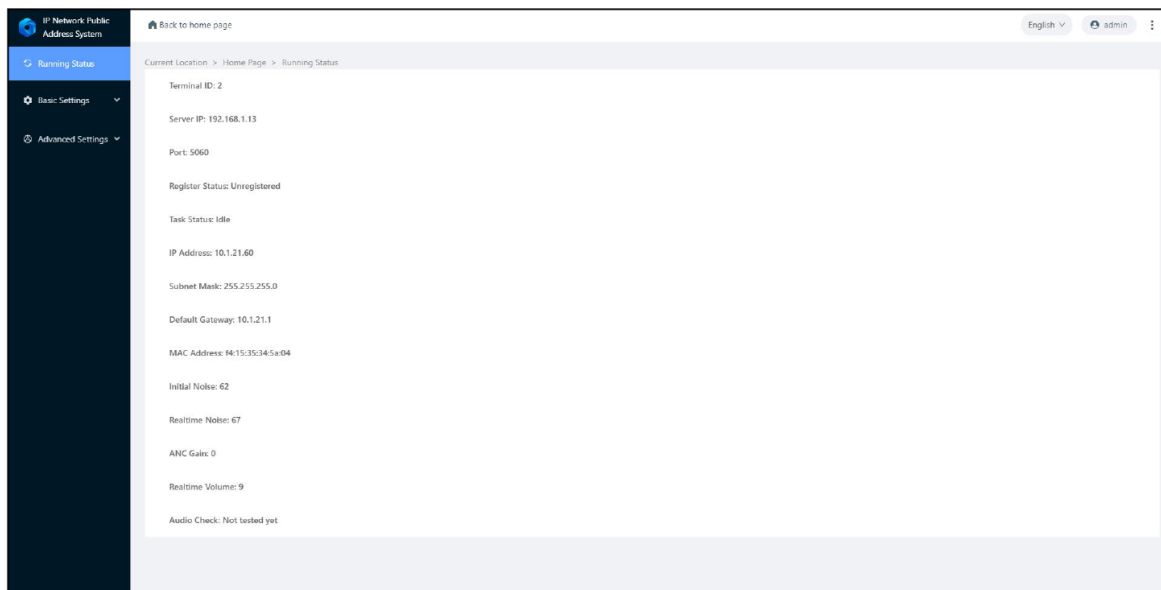 IP Network Public
Address System
Back to home page
English
admin
Running Status
Current Location > Home Page > Running Status
Terminal ID: 2
Basic Settings
Server IP: 192.168.1.13
Advanced Settings
Port: 5060
Register Status: Unregistered
Task Status: Idle
IP Address: 10.1.21.60
Subnet Mask: 255.255.255.0
Default Gateway: 10.1.21.1
MAC Address: f4:15:35:34:5a:04
Initial Noise: 62
Realtime Noise: 67
ANC Gain: 0
Realtime Volume: 9
Audio Check: Not tested yet